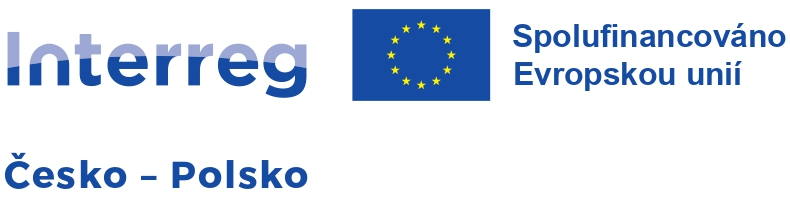 Interreg
Spolufinancováno
Evropskou unií
Česko – Polsko